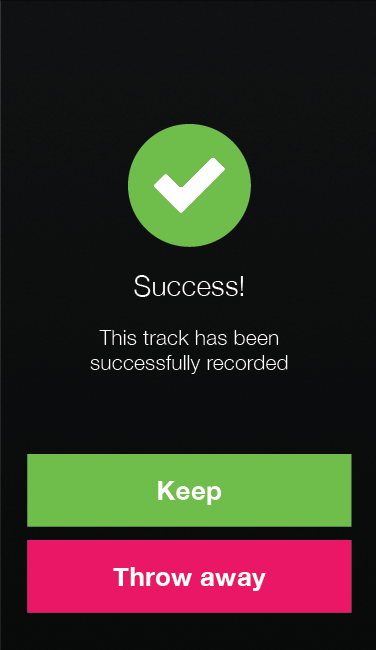 Success!
This track has been
successfully recorded
Keep
Throw away